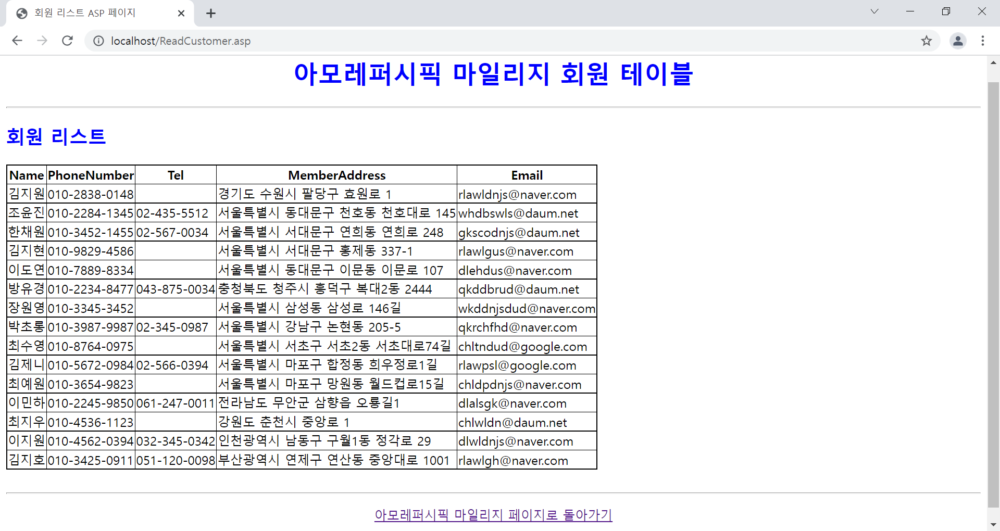 회원 리스트 ASP 페이지
localhost/ReadCustomer.asp
아모레퍼시픽 마일리지 회원 테이블
회원 리스트
Name PhoneNumber Tel MemberAddress Email
김지원 010-2838-0148 경기도 수원시 팔당구 효원로 1 rlawldnjs@naver.com
조윤진 010-2284-1345 02-435-5512 서울특별시 동대문구 천호동 천호대로 145 whdbswls@daum.net
한채원 010-3452-1455 02-567-0034 서울특별시 서대문구 연희동 연희로 248 gkscodnjs@daum.net
김지현 010-9829-4586 서울특별시 서대문구 홍제동 337-1 rlawlgus@naver.com
이도연 010-7889-8334 서울특별시 동대문구 이문동 이문로 107 dlehdus@naver.com
방유경 010-2234-8477 043-875-0034 충청북도 청주시 흥덕구 복대2동 2444 qkddbrud@daum.net
장원영 010-3345-3452 서울특별시 삼성동 삼성로 146길 wkddnjsdud@naver.com
박초롱 010-3987-9987 02-345-0987 서울특별시 강남구 논현동 205-5 qkrchfhd@naver.com
최수영 010-8764-0975 서울특별시 서초구 서초2동 서초대로74길 chltndud@google.com
김제니 010-5672-0984 02-566-0394 서울특별시 마포구 합정동 희우정로1길 rlawpsl@google.com
최예원 010-3654-9823 서울특별시 마포구 망원동 월드컵로15길 chldpdnjs@naver.com
이민하 010-2245-9850 061-247-0011 전라남도 무안군 삼향읍 오룡길1 dlalsgk@naver.com
최지우 010-4536-1123 강원도 춘천시 중앙로 1 chlwldn@daum.net
이지원 010-4562-0394 032-345-0342 인천광역시 남동구 구월1동 정각로 29 dlwldnjs@naver.com
김지호 010-3425-0911 051-120-0098 부산광역시 연제구 연산동 중앙대로 1001 rlawlgh@naver.com
아모레퍼시픽 마일리지 페이지로 돌아가기